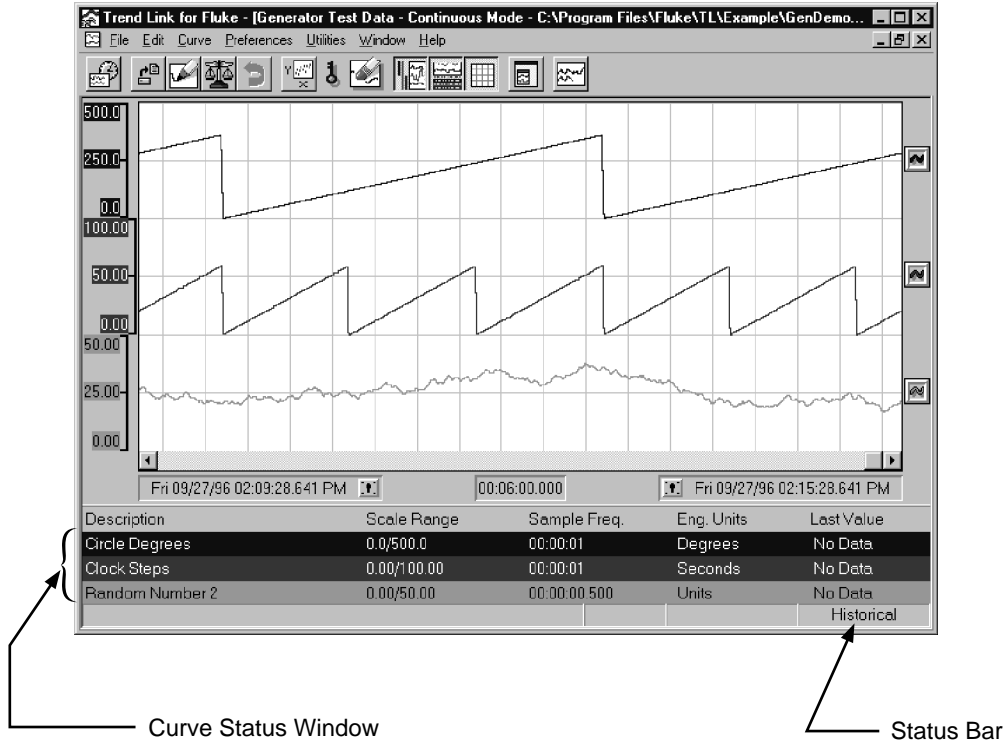 Trend Link for Fluke - [Generator Test Data - Continuous Mode - C:\Program Files\Fluke\TL\Example\GenDemo...
File Edit Curve Preferences Utilities Window Help
500.0
250.0
0.0
100.00
50.00
0.00
50.00
25.00
0.00
Fri 09/27/96 02:09:28.641 PM 00:06:00.000 Fri 09/27/96 02:15:28.641 PM
Description Scale Range Sample Freq. Eng. Units Last Value
Circle Degrees 0.0/500.0 00:00:01 Degrees No Data
Clock Steps 0.00/100.00 00:00:01 Seconds No Data
Random Number 2 0.00/50.00 00:00:00.500 Units No Data
Historical
Curve Status Window
Status Bar